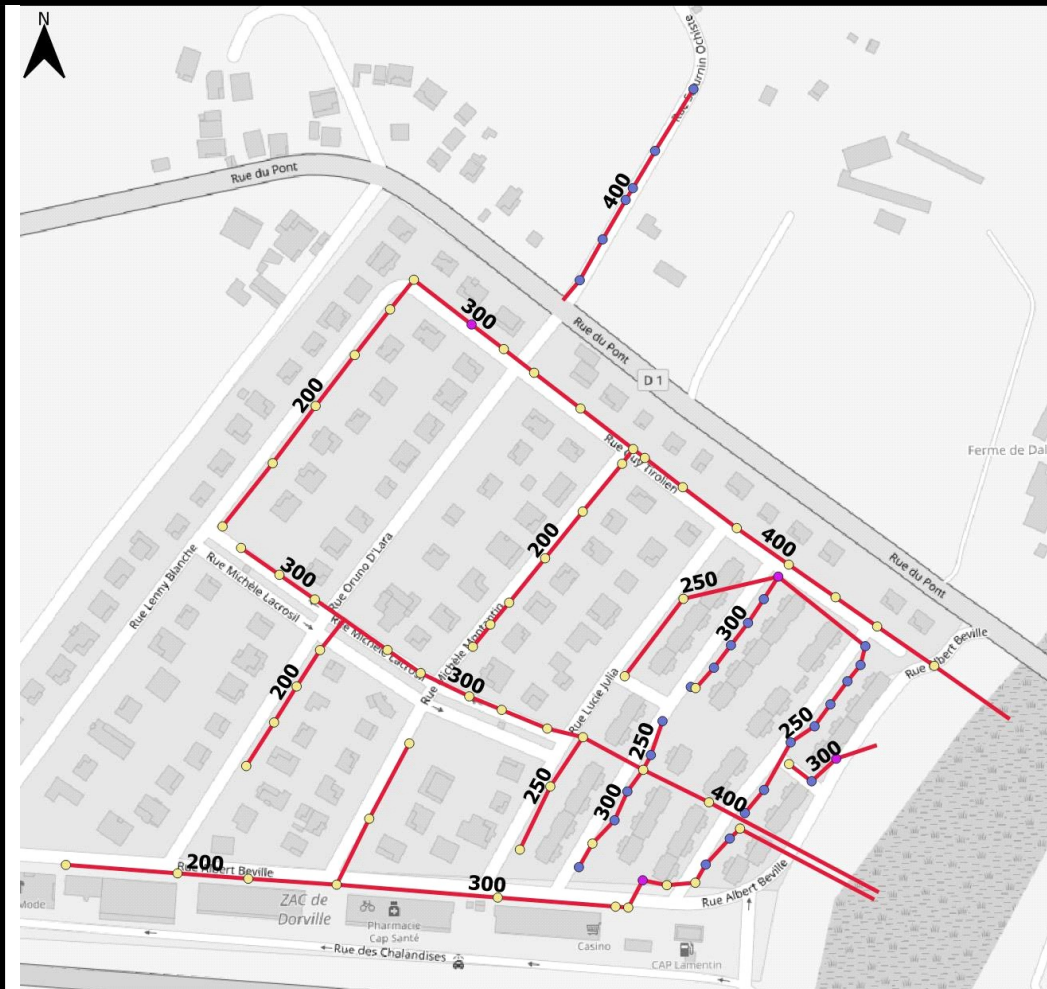 N
Rue Saturnin Ochiste
Rue du Pont
400
300
Rue du Pont
D 1
200
Rue Guy Tirolien
Ferme de Dal
400
200
Rue du Pont
Rue Oruno D'Lara
300
Rue Michèle Lacrosil
Rue Lenny Blanche
250
300
Rue Michèle Lacrosil
Rue Michèle Montantin
Rue Albert Beville
200
300
Rue Lucie Julia
250
250
300
250
300
400
Rue Albert Beville
200
300
Rue Albert Beville
Mode
ZAC de
Dorville
Pharmacie
Cap Santé
Casino
CAP Lamentin
Rue des Chalandises